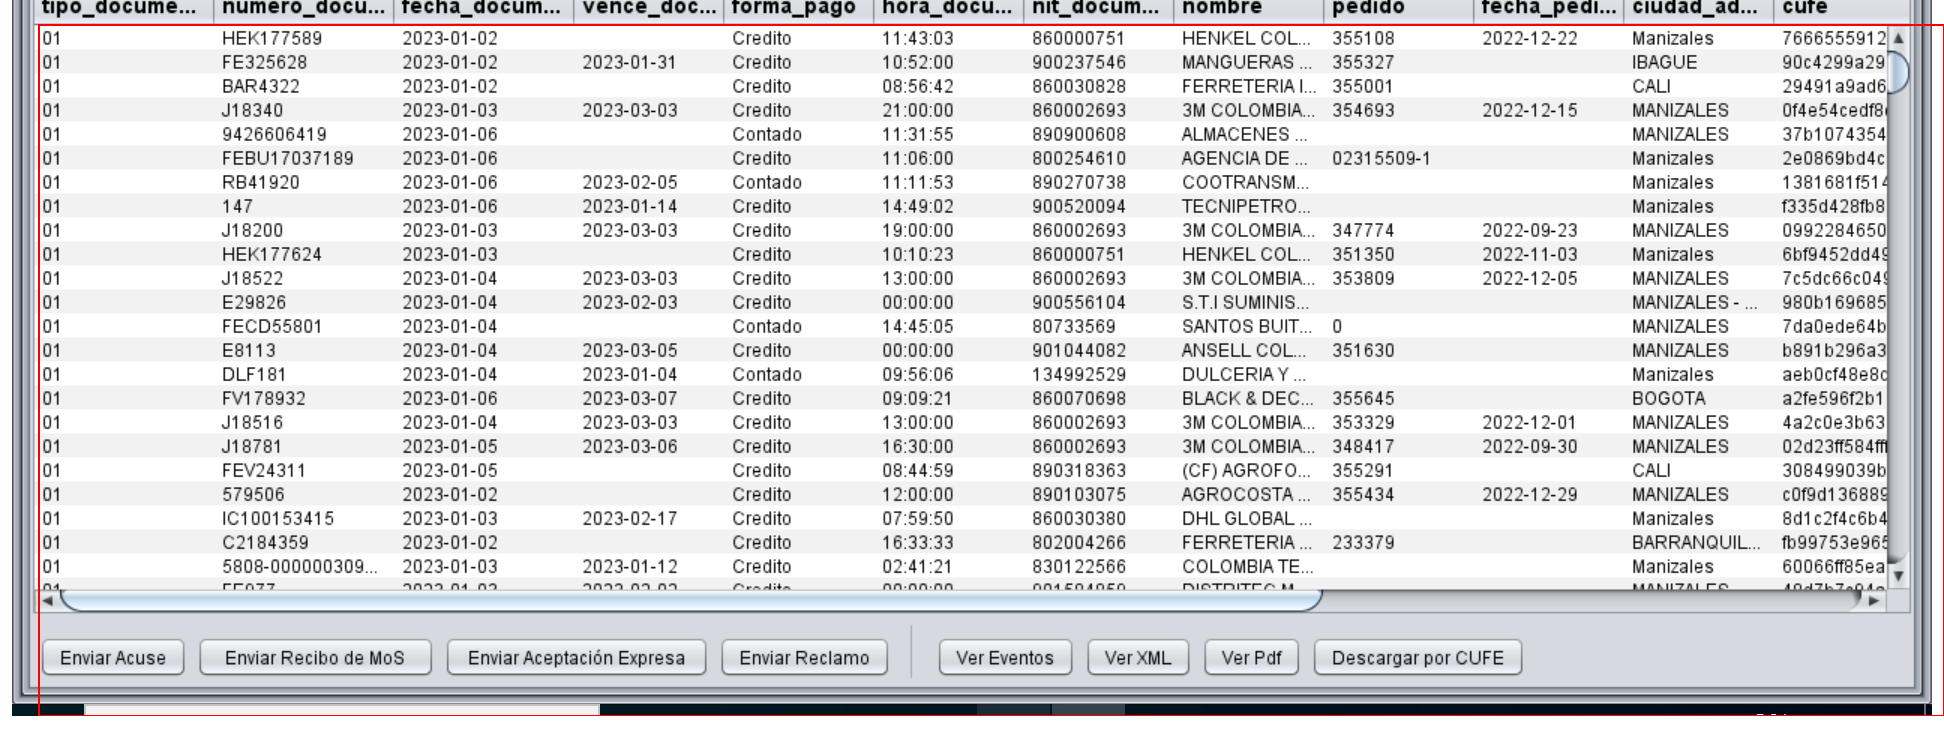 tipo_docume... numero_docu... fecha_docum... vence_doc... forma_pago hora_docu... nit_docum... nombre pedido fecha_pedi... ciudad_ad... cufe
01 HEK177589 2023-01-02 Credito 11:43:03 860000751 HENKEL COL... 355108 2022-12-22 Manizales 7666555912
01 FE325628 2023-01-02 2023-01-31 Credito 10:52:00 900237546 MANGUERAS ... 355327 IBAGUE 90c4299a29
01 BAR4322 2023-01-02 Credito 08:56:42 860030828 FERRETERIA I... 355001 CALI 29491a9ad6
01 J18340 2023-01-03 2023-03-03 Credito 21:00:00 860002693 3M COLOMBIA... 354693 2022-12-15 MANIZALES 0f4e54cedf8
01 9426606419 2023-01-06 Contado 11:31:55 890900608 ALMACENES ... MANIZALES 37b1074354
01 FEBU17037189 2023-01-06 Credito 11:06:00 800254610 AGENCIA DE ... 02315509-1 Manizales 2e0869bd4c
01 RB41920 2023-01-06 2023-02-05 Contado 11:11:53 890270738 COOTRANSM... Manizales 1381681f514
01 147 2023-01-06 2023-01-14 Credito 14:49:02 900520094 TECNIPETRO... Manizales f335d428fb8
01 J18200 2023-01-03 2023-03-03 Credito 19:00:00 860002693 3M COLOMBIA... 347774 2022-09-23 MANIZALES 0992284650
01 HEK177624 2023-01-03 Credito 10:10:23 860000751 HENKEL COL... 351350 2022-11-03 Manizales 6bf9452dd49
01 J18522 2023-01-04 2023-03-03 Credito 13:00:00 860002693 3M COLOMBIA... 353809 2022-12-05 MANIZALES 7c5dc66c049
01 E29826 2023-01-04 2023-02-03 Credito 00:00:00 900556104 S.T.I SUMINIS... MANIZALES - ... 980b169685
01 FECD55801 2023-01-04 Contado 14:45:05 80733569 SANTOS BUIT... 0 MANIZALES 7da0ede64b
01 E8113 2023-01-04 2023-03-05 Credito 00:00:00 901044082 ANSELL COL... 351630 MANIZALES b891b296a3
01 DLF181 2023-01-04 2023-01-04 Contado 09:56:06 134992529 DULCERIA Y ... Manizales aeb0cf48e8c
01 FV178932 2023-01-06 2023-03-07 Credito 09:09:21 860070698 BLACK & DEC... 355645 BOGOTA a2fe596f2b1
01 J18516 2023-01-04 2023-03-03 Credito 13:00:00 860002693 3M COLOMBIA... 353329 2022-12-01 MANIZALES 4a2c0e3b63
01 J18781 2023-01-05 2023-03-06 Credito 16:30:00 860002693 3M COLOMBIA... 348417 2022-09-30 MANIZALES 02d23ff584fff
01 FEV24311 2023-01-05 Credito 08:44:59 890318363 (CF) AGROFO... 355291 CALI 308499039b
01 579506 2023-01-02 Credito 12:00:00 890103075 AGROCOSTA ... 355434 2022-12-29 MANIZALES c0f9d136889
01 IC100153415 2023-01-03 2023-02-17 Credito 07:59:50 860030380 DHL GLOBAL ... Manizales 8d1c2f4c6b4
01 C2184359 2023-01-02 Credito 16:33:33 802004266 FERRETERIA ... 233379 BARRANQUIL... fb99753e965
01 5808-000000309... 2023-01-03 2023-01-12 Credito 02:41:21 830122566 COLOMBIA TE... Manizales 60066ff85ea
Enviar Acuse Enviar Recibo de MoS Enviar Aceptación Expresa Enviar Reclamo Ver Eventos Ver XML Ver Pdf Descargar por CUFE